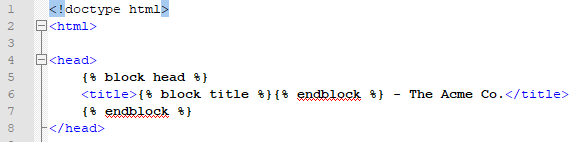 1 <!doctype html>
2 <html>
3
4 <head>
5 {% block head %}
6 <title>{% block title %}{% endblock %} - The Acme Co.</title>
7 {% endblock %}
8 </head>